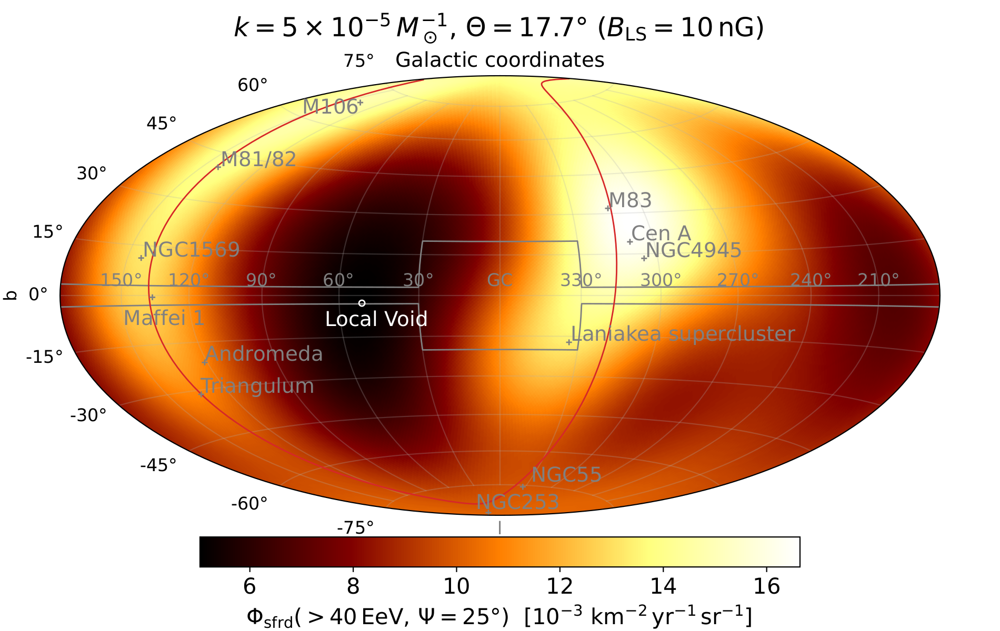 k = 5 × 10⁻⁵ M⊙⁻¹, Θ = 17.7° (B_LS = 10 nG)
75° Galactic coordinates
60°
M106
45°
M81/82
30°
M83
15°
Cen A
NGC1569
NGC4945
150° 120° 90° 60° 30° GC 330° 300° 270° 240° 210°
b 0°
Maffei 1
Local Void
Laniakea supercluster
-15°
Andromeda
Triangulum
-30°
-45°
NGC55
-60°
NGC253
-75°
l
6 8 10 12 14 16
Φ_sfrd( > 40 EeV, Ψ = 25°) [10⁻³ km⁻² yr⁻¹ sr⁻¹]